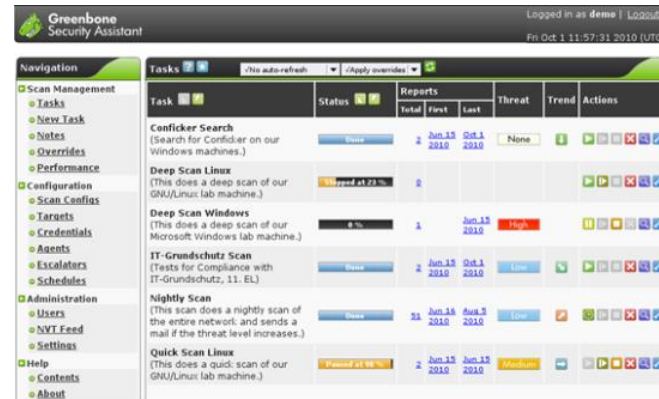 Greenbone
Security Assistant
Logged in as demo | Logout
Fri Oct 1 11:57:31 2010 (UTC
Navigation
Scan Management
Tasks
New Task
Notes
Overrides
Performance
Configuration
Scan Configs
Targets
Credentials
Agents
Escalators
Schedules
Administration
Users
NVT Feed
Settings
Help
Contents
About
Tasks ? √No auto-refresh √Apply overrides
Task Status Reports Threat Trend Actions
Total First Last
Conficker Search
(Search for Conficker on our
Windows machines.)
Done 2 Jun 15 2010 Oct 1 2010 None
Deep Scan Linux
(This does a deep scan of our
GNU/Linux lab machine.)
Stopped at 23 % 0
Deep Scan Windows
(This does a deep scan of our
Microsoft Windows lab machine.)
0 % 1 Jun 15 2010 High
IT-Grundschutz Scan
(Tests for Compliance with
IT-Grundschutz, 11. EL)
Done 2 Jun 15 2010 Oct 1 2010 Low
Nightly Scan
(This scan does a nightly scan of
the entire network and sends a
mail if the threat level increases.)
Done 51 Jun 16 2010 Aug 5 2010 Low
Quick Scan Linux
(This does a quick scan of our
GNU/Linux lab machine.)
Paused at 98 % 2 Jun 15 2010 Jun 15 2010 Medium